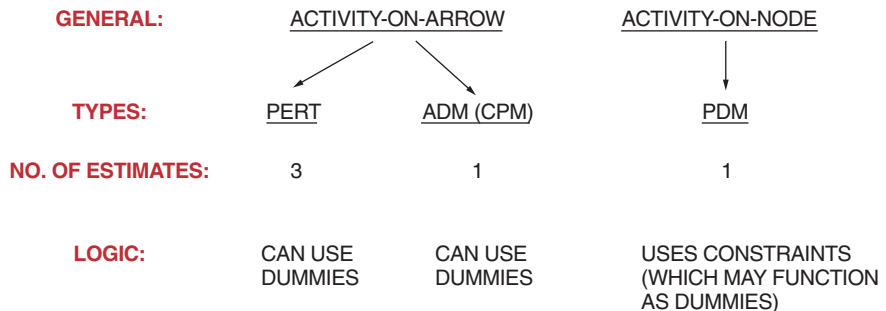 GENERAL: ACTIVITY-ON-ARROW ACTIVITY-ON-NODE
TYPES: PERT ADM (CPM) PDM
NO. OF ESTIMATES: 3 1 1
LOGIC: CAN USE CAN USE USES CONSTRAINTS
DUMMIES DUMMIES (WHICH MAY FUNCTION
AS DUMMIES)